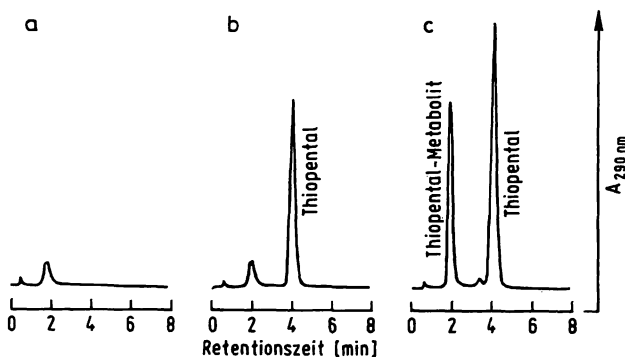 a
b
c
Thiopental
Thiopental-Metabolit
Thiopental
A290 nm
0 2 4 6 8
0 2 4 6 8
0 2 4 6 8
Retentionszeit [min]